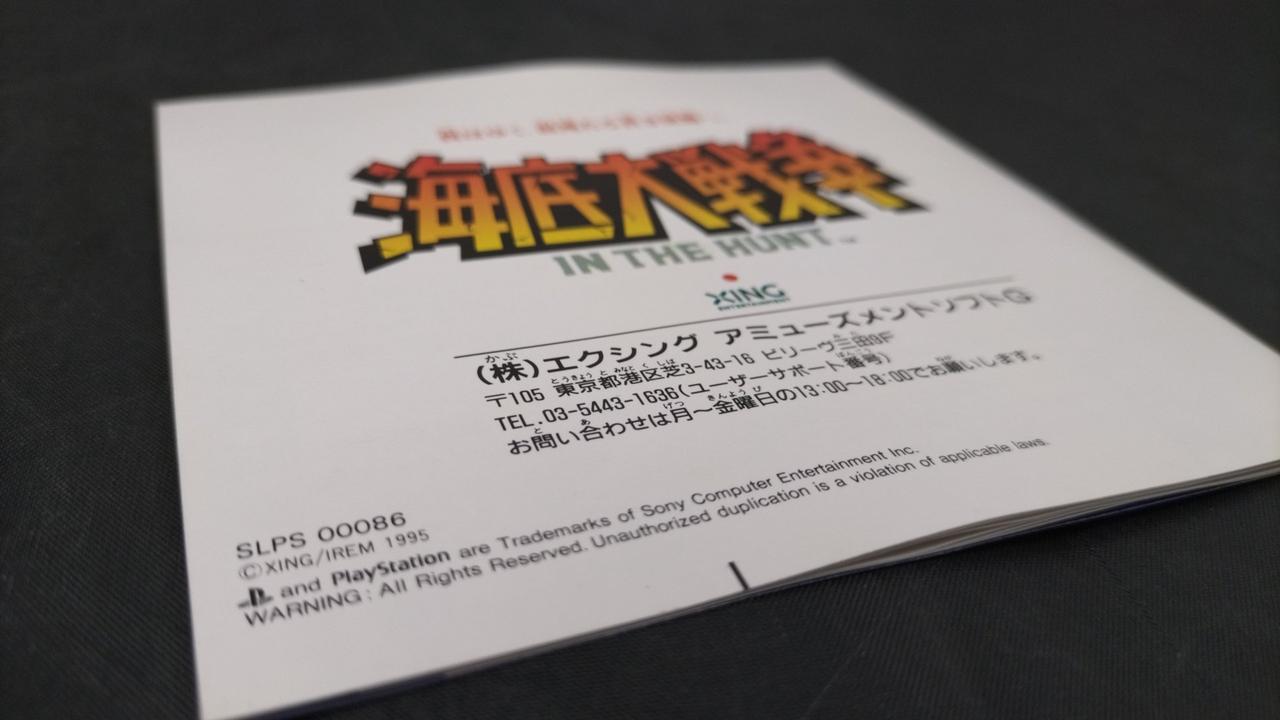 海底大戦争
IN THE HUNT™
XING
ENTERTAINMENT
(株)エクシング アミューズメントソフトG
〒105 東京都港区芝3-43-16 ビリーヴ三田9F
TEL.03-5443-1636(ユーザーサポート番号)
お問い合わせは月〜金曜日の13:00〜18:00でお願いします。
SLPS 00086
©XING/IREM 1995
and PlayStation are Trademarks of Sony Computer Entertainment Inc.
WARNING: All Rights Reserved. Unauthorized duplication is a violation of applicable laws.